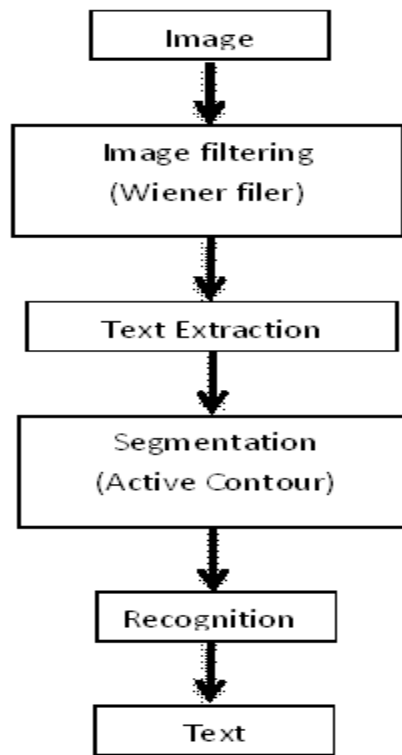 Image
Image filtering
(Wiener filer)
Text Extraction
Segmentation
(Active Contour)
Recognition
Text